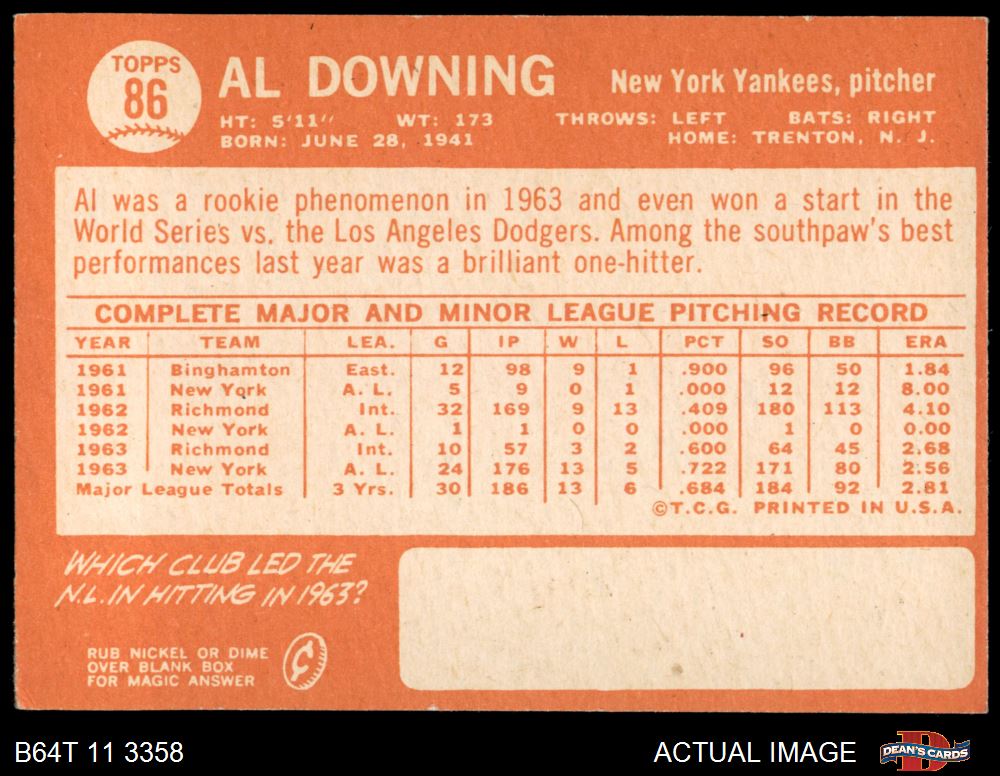 TOPPS
86
AL DOWNING
New York Yankees, pitcher
HT: 5'11" WT: 173 THROWS: LEFT BATS: RIGHT
BORN: JUNE 28, 1941 HOME: TRENTON, N. J.
Al was a rookie phenomenon in 1963 and even won a start in the
World Series vs. the Los Angeles Dodgers. Among the southpaw's best
performances last year was a brilliant one-hitter.
COMPLETE MAJOR AND MINOR LEAGUE PITCHING RECORD
YEAR TEAM LEA. G IP W L PCT SO BB ERA
1961 Binghamton East. 12 98 9 1 .900 96 50 1.84
1961 New York A. L. 5 9 0 1 .000 12 12 8.00
1962 Richmond Int. 32 169 9 13 .409 180 113 4.10
1962 New York A. L. 1 1 0 0 .000 1 0 0.00
1963 Richmond Int. 10 57 3 2 .600 64 45 2.68
1963 New York A. L. 24 176 13 5 .722 171 80 2.56
Major League Totals 3 Yrs. 30 186 13 6 .684 184 92 2.81
©T.C.G. PRINTED IN U.S.A.
WHICH CLUB LED THE
N.L. IN HITTING IN 1963?
RUB NICKEL OR DIME
OVER BLANK BOX
FOR MAGIC ANSWER
¢
B64T 11 3358 ACTUAL IMAGE
D
DEAN'S CARDS